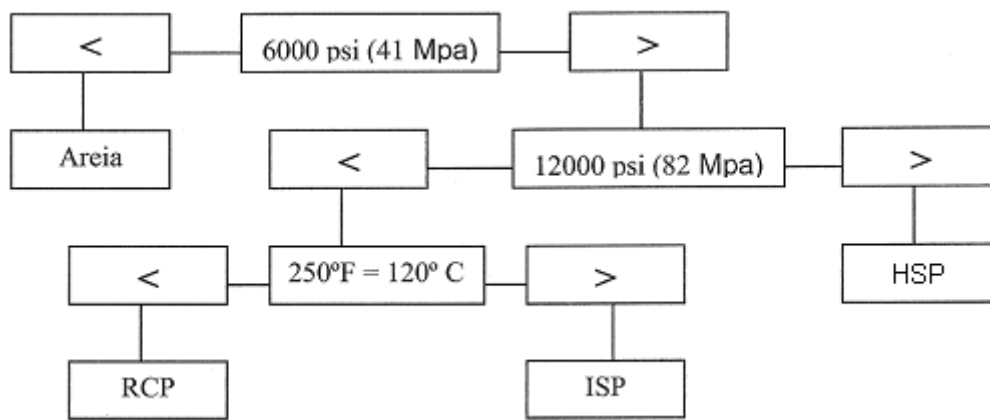 <
6000 psi (41 Mpa)
>
Areia
<
12000 psi (82 Mpa)
>
<
250ºF = 120º C
>
HSP
RCP
ISP